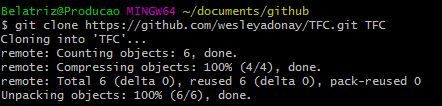 Belatriz@Producao MINGW64 ~/documents/github
$ git clone https://github.com/wesleyadonay/TFC.git TFC
Cloning into 'TFC'...
remote: Counting objects: 6, done.
remote: Compressing objects: 100% (4/4), done.
remote: Total 6 (delta 0), reused 6 (delta 0), pack-reused 0
Unpacking objects: 100% (6/6), done.